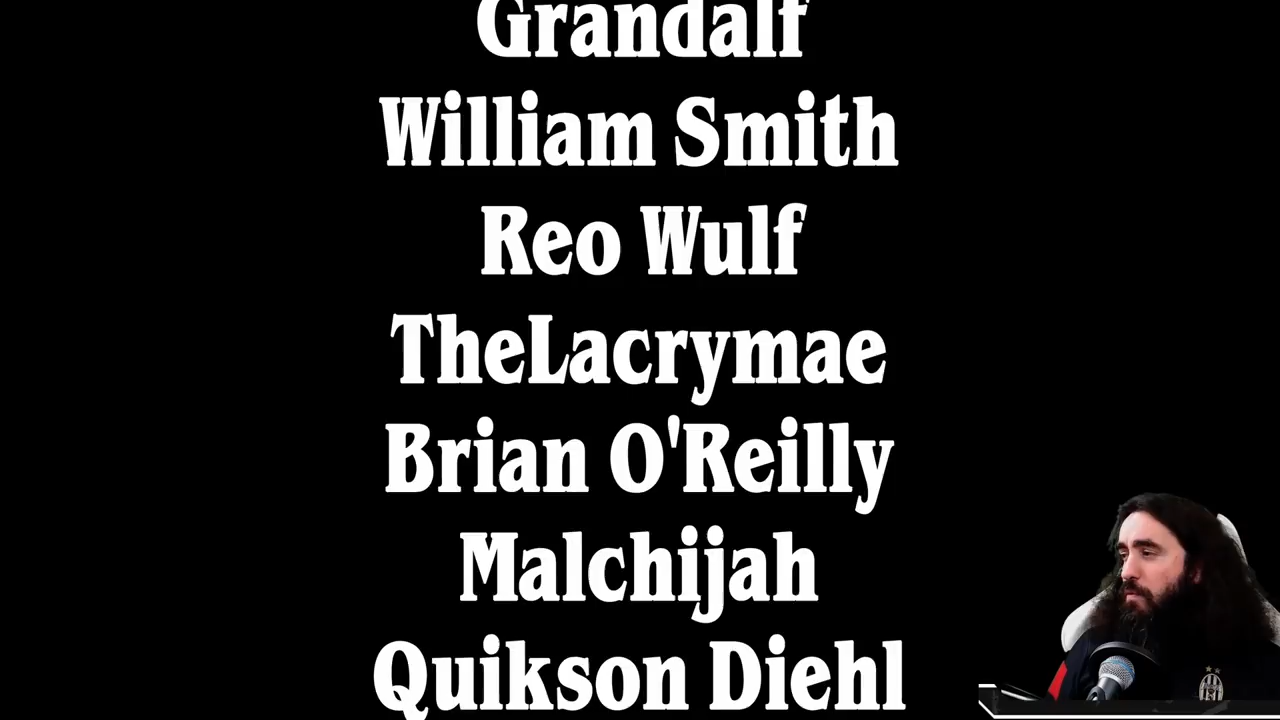 Grandalf
William Smith
Reo Wulf
TheLacrymae
Brian O'Reilly
Malchijah
Quikson Diehl